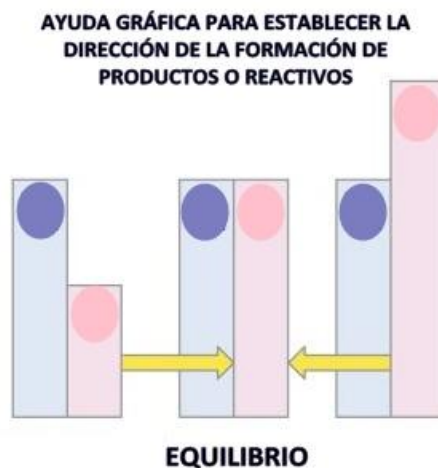 AYUDA GRÁFICA PARA ESTABLECER LA
DIRECCIÓN DE LA FORMACIÓN DE
PRODUCTOS O REACTIVOS
EQUILIBRIO